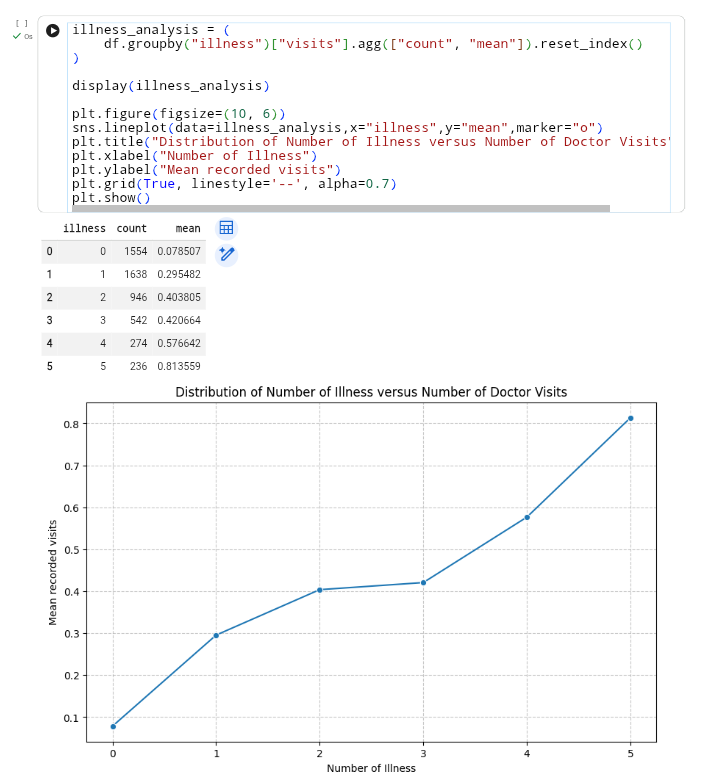 [ ]
0s
illness_analysis = (
    df.groupby("illness")["visits"].agg(["count", "mean"]).reset_index()
)
display(illness_analysis)
plt.figure(figsize=(10, 6))
sns.lineplot(data=illness_analysis,x="illness",y="mean",marker="o")
plt.title("Distribution of Number of Illness versus Number of Doctor Visits"
plt.xlabel("Number of Illness")
plt.ylabel("Mean recorded visits")
plt.grid(True, linestyle='--', alpha=0.7)
plt.show()
illness count mean
0 0 1554 0.078507
1 1 1638 0.295482
2 2 946 0.403805
3 3 542 0.420664
4 4 274 0.576642
5 5 236 0.813559
Distribution of Number of Illness versus Number of Doctor Visits
Mean recorded visits
0.8
0.7
0.6
0.5
0.4
0.3
0.2
0.1
0 1 2 3 4 5
Number of Illness